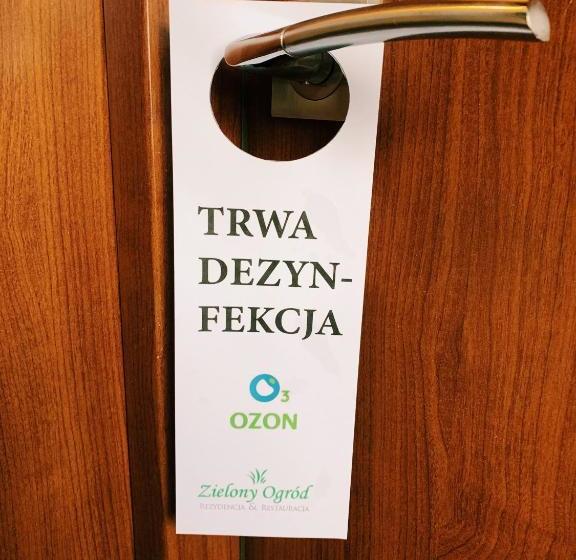 TRWA
DEZYN-
FEKCJA
O3
OZON
Zielony Ogród
REZYDENCJA & RESTAURACJA